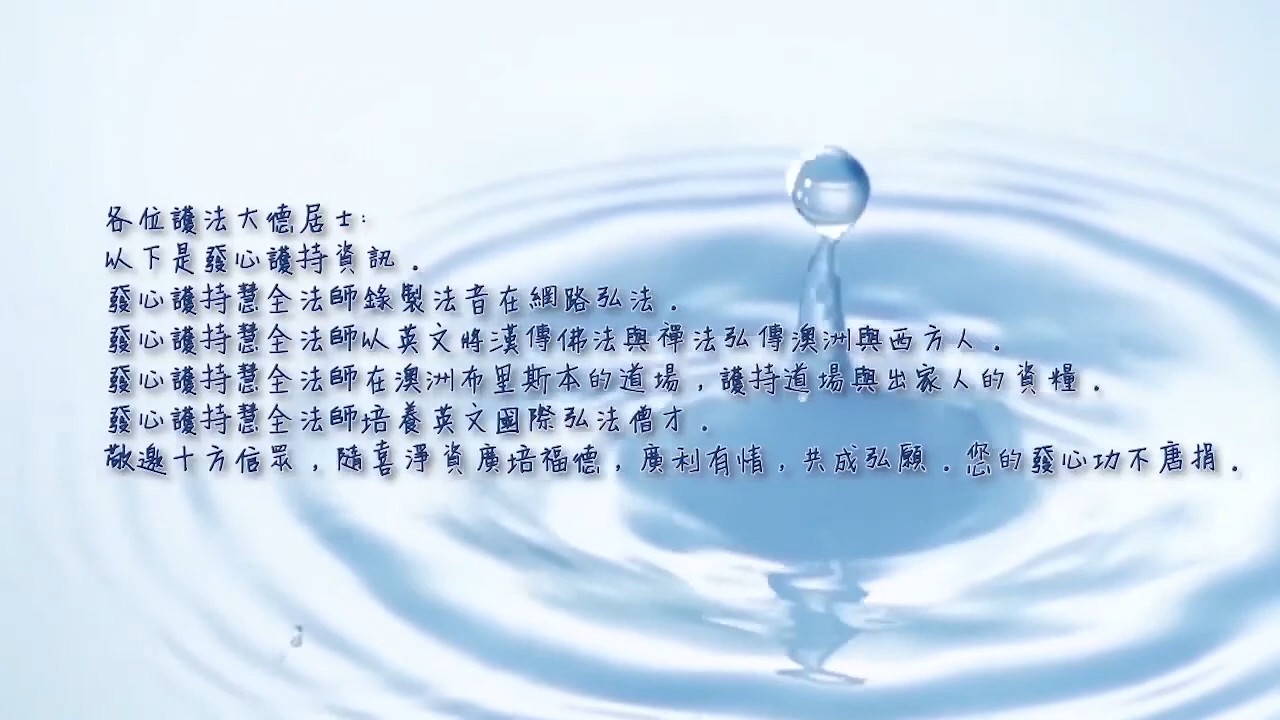 各位護法大德居士:
以下是發心護持資訊.
發心護持慧全法師錄製法音在網路弘法.
發心護持慧全法師以英文將漢傳佛法與禪法弘傳澳洲與西方人.
發心護持慧全法師在澳洲布里斯本的道場,護持道場與出家人的資糧.
發心護持慧全法師培養英文國際弘法僧才.
敬邀十方信眾,隨喜淨資廣培福德,廣利有情,共成弘願.您的發心功不唐捐.